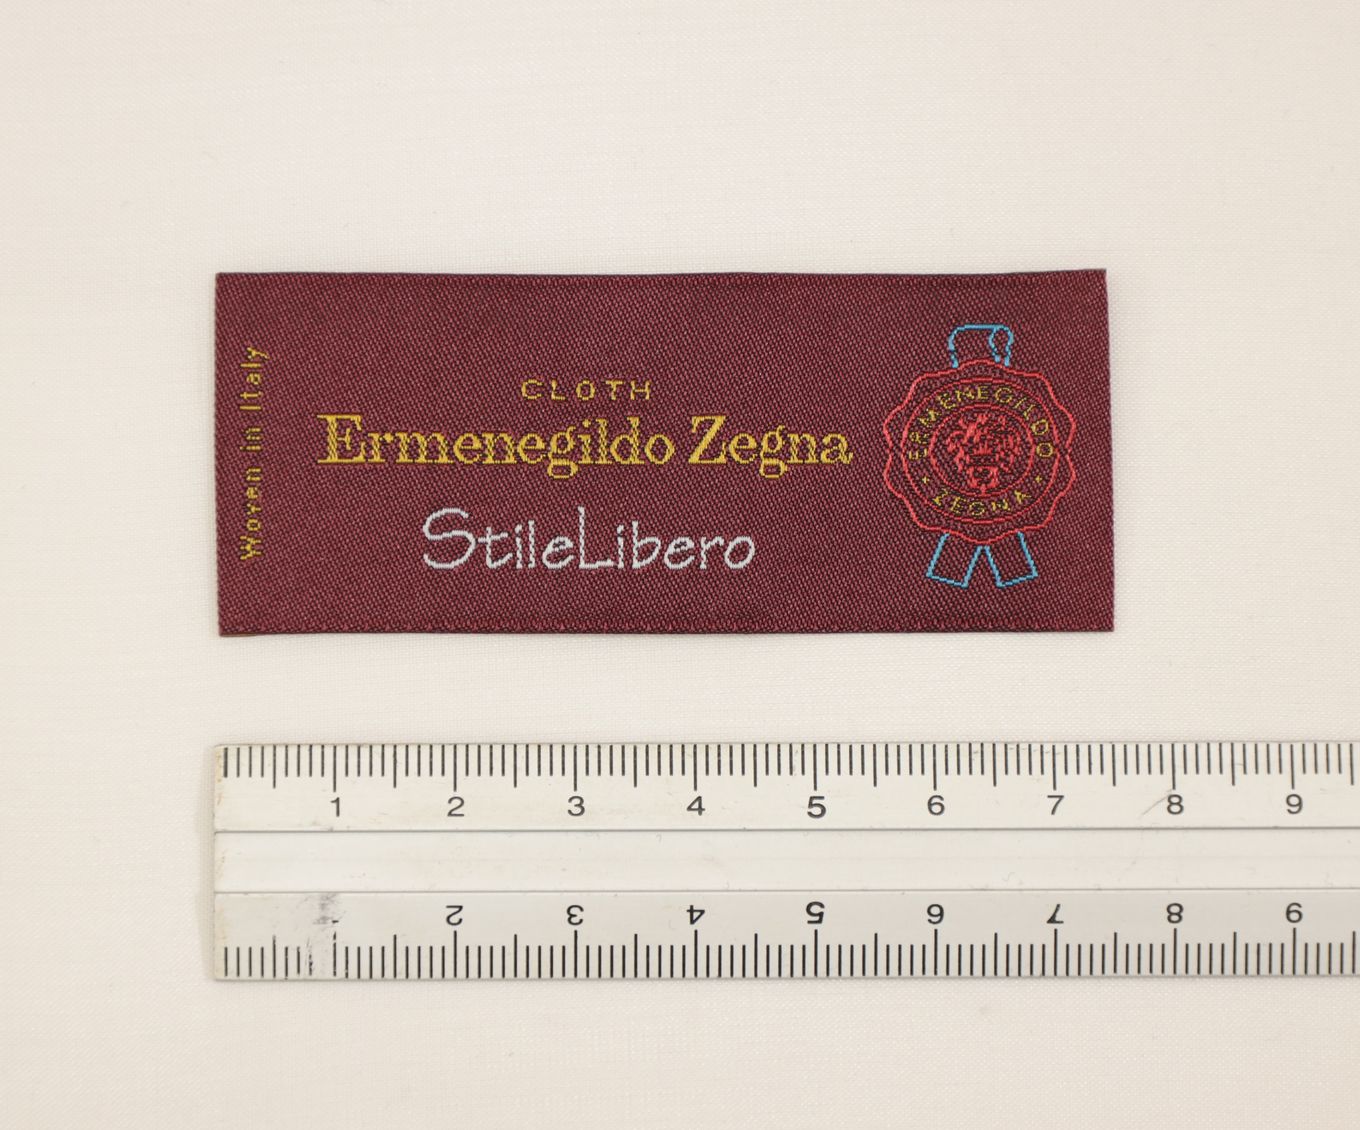 Woven in Italy
CLOTH
Ermenegildo Zegna
StileLibero
ERMENEGILDO
· ZEGNA ·
1 2 3 4 5 6 7 8 9
2 3 4 5 6 7 8 9